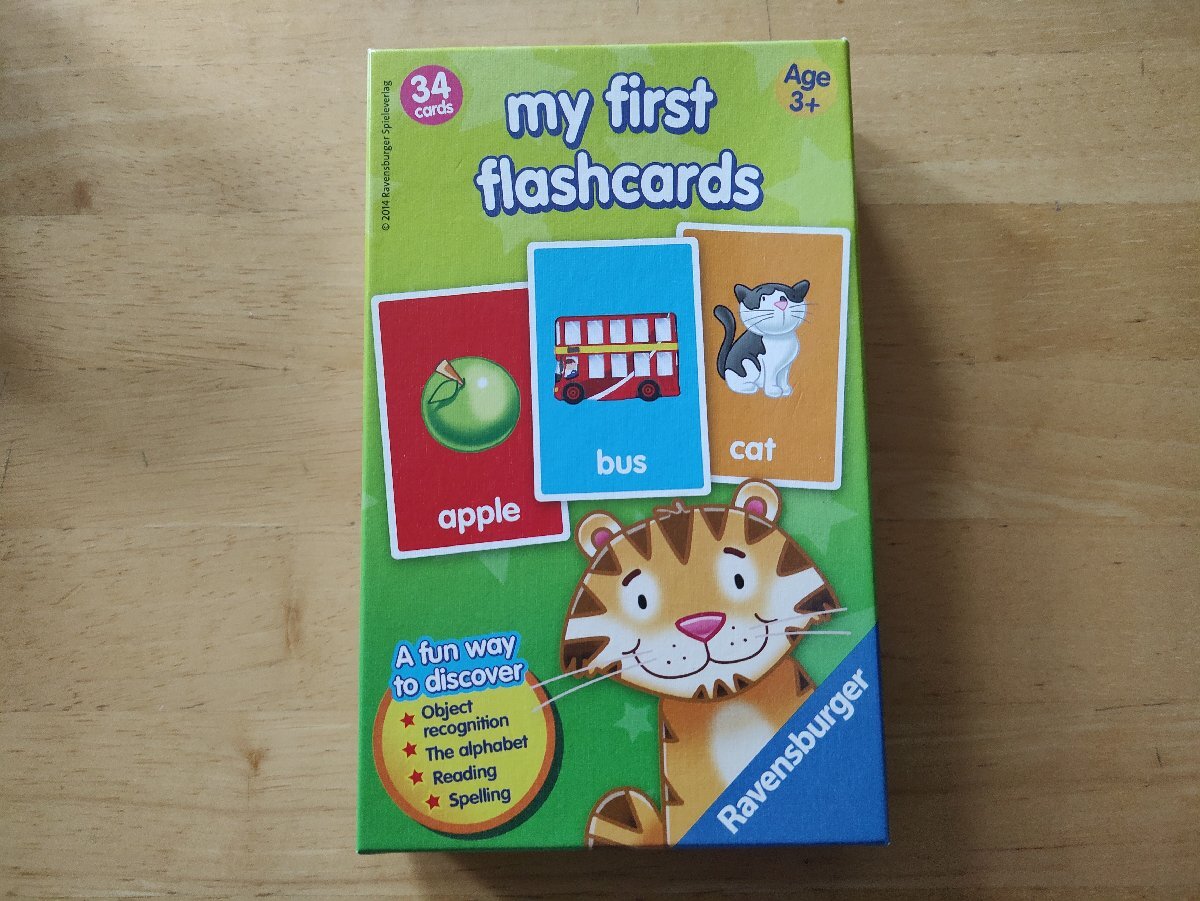 34
cards
© 2014 Ravensburger Spieleverlag
Age
3+
my first
flashcards
apple
bus
cat
A fun way
to discover
Object
recognition
The alphabet
Reading
Spelling
Ravensburger